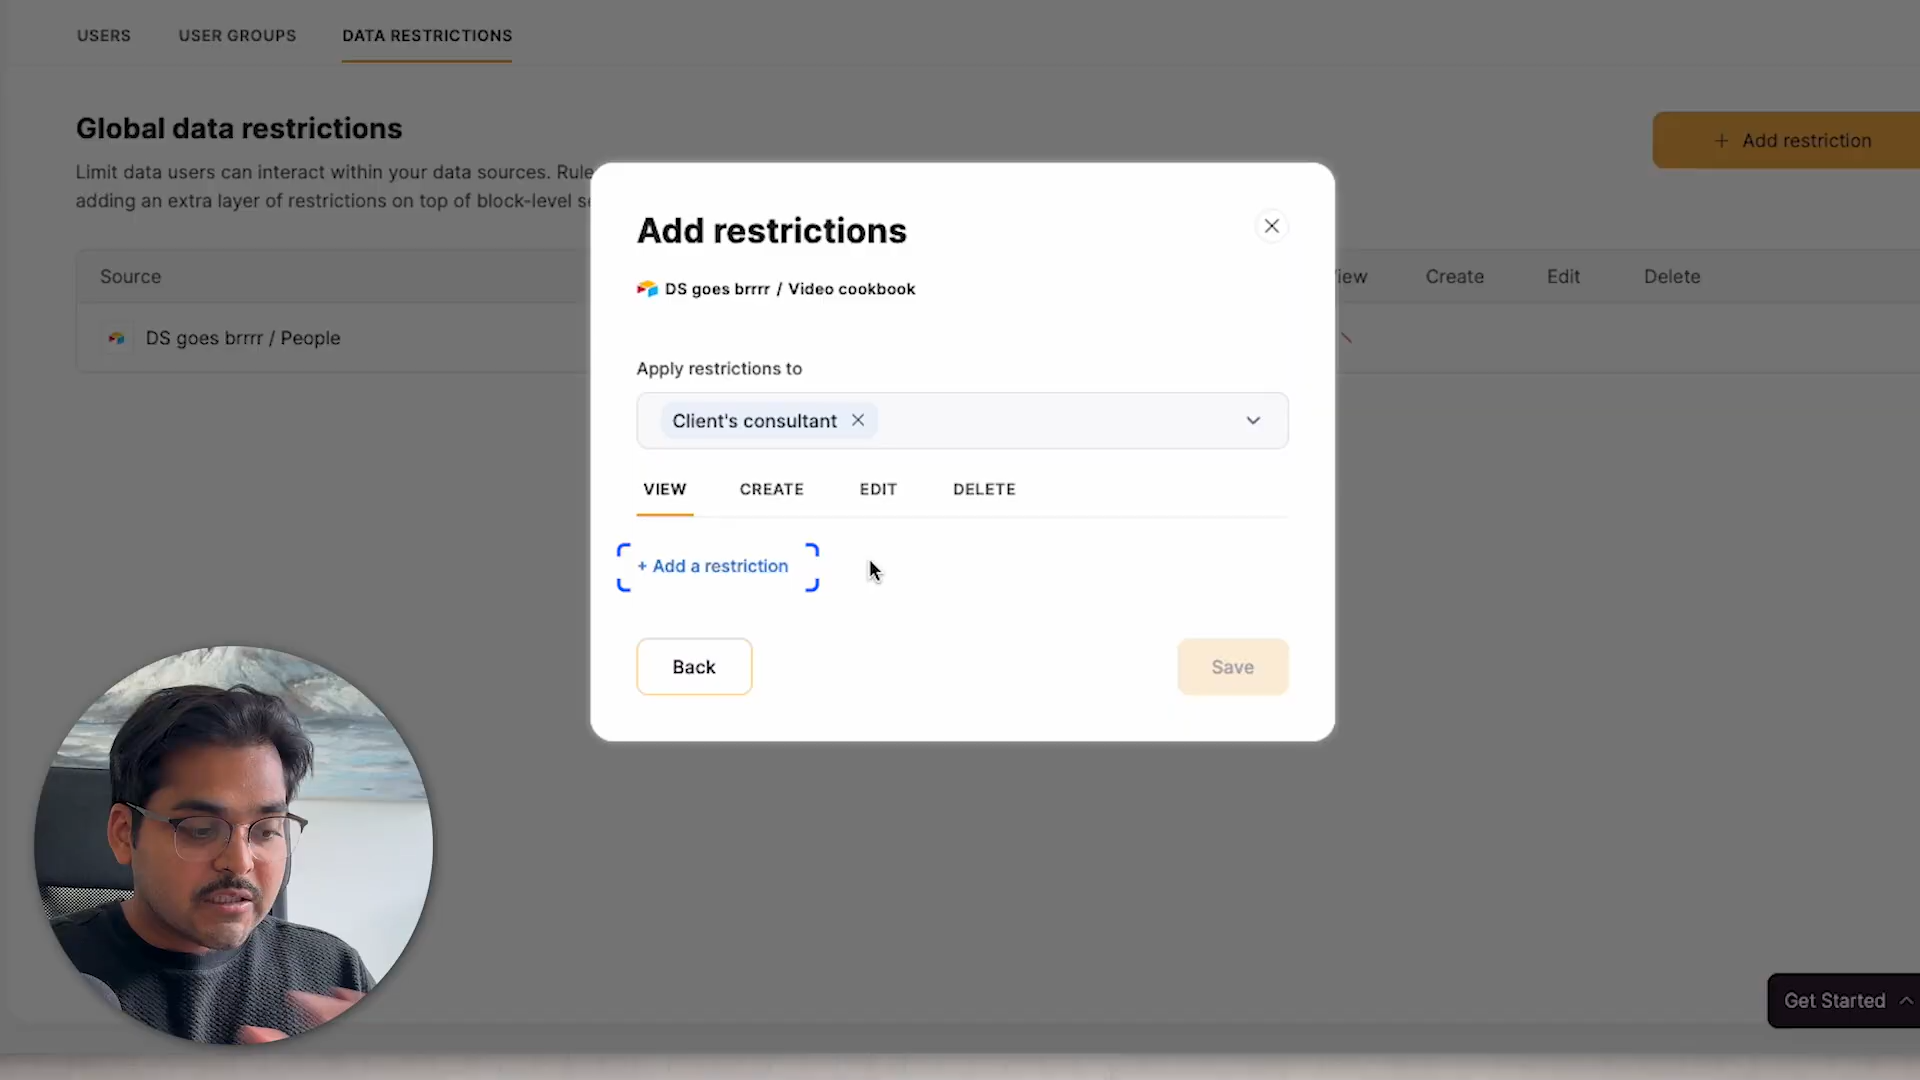 USERS USER GROUPS DATA RESTRICTIONS
Global data restrictions
+ Add restriction
Limit data users can interact within your data sources. Rule
adding an extra layer of restrictions on top of block-level
Source
iew Create Edit Delete
DS goes brrrr / People
Add restrictions
DS goes brrrr / Video cookbook
Apply restrictions to
Client's consultant
VIEW CREATE EDIT DELETE
+ Add a restriction
Back
Save
Get Started